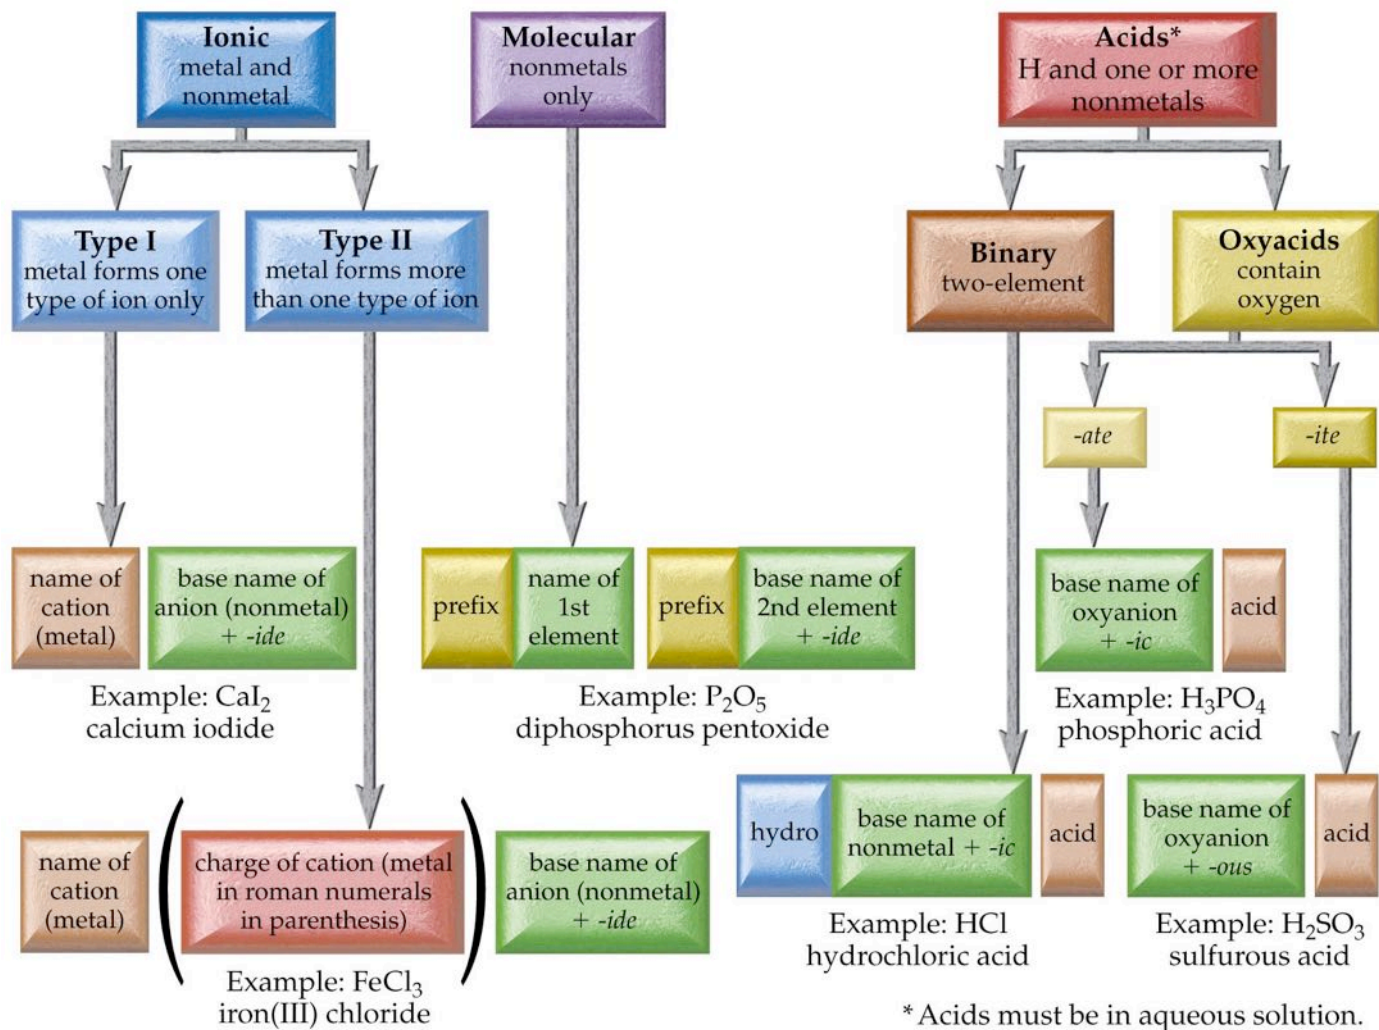 Ionic
metal and
nonmetal
Molecular
nonmetals
only
Acids*
H and one or more
nonmetals
Type I
metal forms one
type of ion only
Type II
metal forms more
than one type of ion
Binary
two-element
Oxyacids
contain
oxygen
-ate
-ite
name of
cation
(metal)
base name of
anion (nonmetal)
+ -ide
Example: CaI₂
calcium iodide
prefix
name of
1st
element
prefix
base name of
2nd element
+ -ide
Example: P₂O₅
diphosphorus pentoxide
base name of
oxyanion
+ -ic
acid
Example: H₃PO₄
phosphoric acid
name of
cation
(metal)
(
charge of cation (metal
in roman numerals
in parenthesis)
)
base name of
anion (nonmetal)
+ -ide
Example: FeCl₃
iron(III) chloride
hydro
base name of
nonmetal + -ic
acid
Example: HCl
hydrochloric acid
base name of
oxyanion
+ -ous
acid
Example: H₂SO₃
sulfurous acid
*Acids must be in aqueous solution.